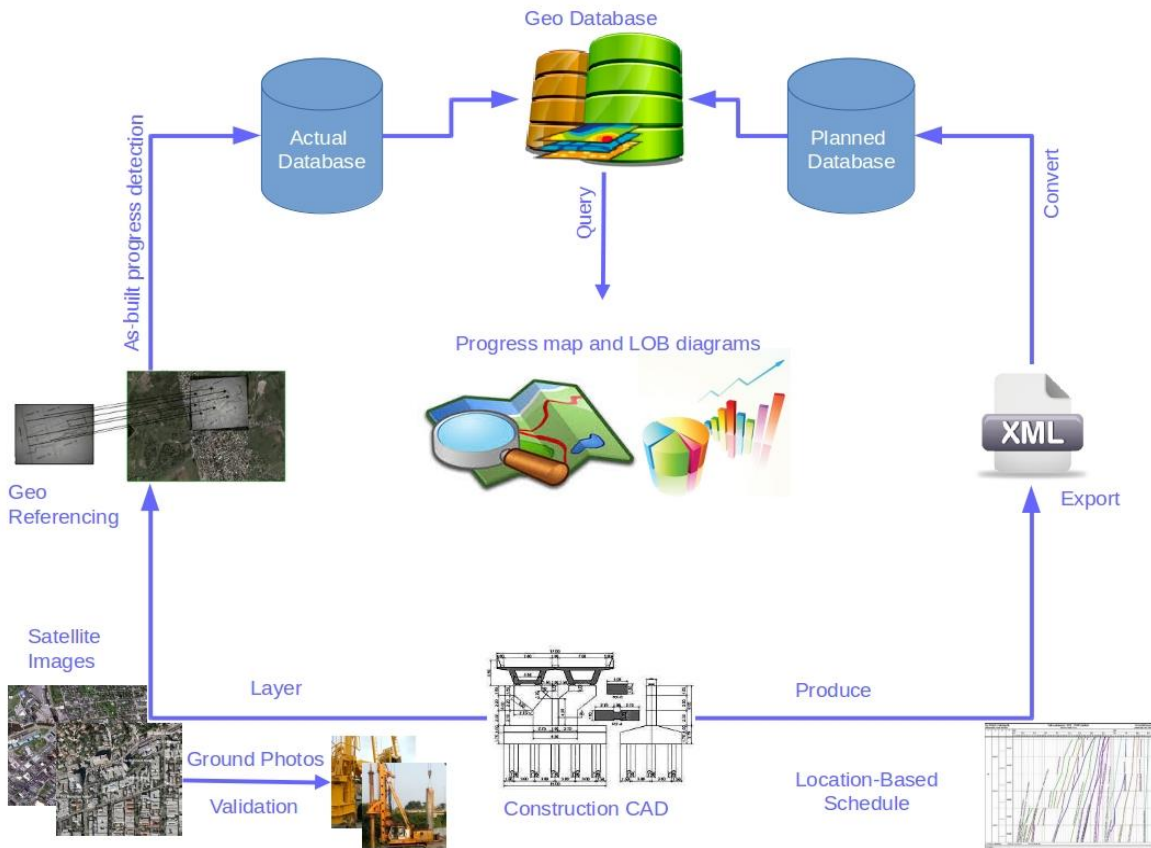 Geo Database
Actual
Database
Planned
Database
As-built progress detection
Query
Convert
Progress map and LOB diagrams
XML
Geo
Referencing
Export
Satellite
Images
Layer
Produce
Ground Photos
Validation
Construction CAD
Location-Based
Schedule